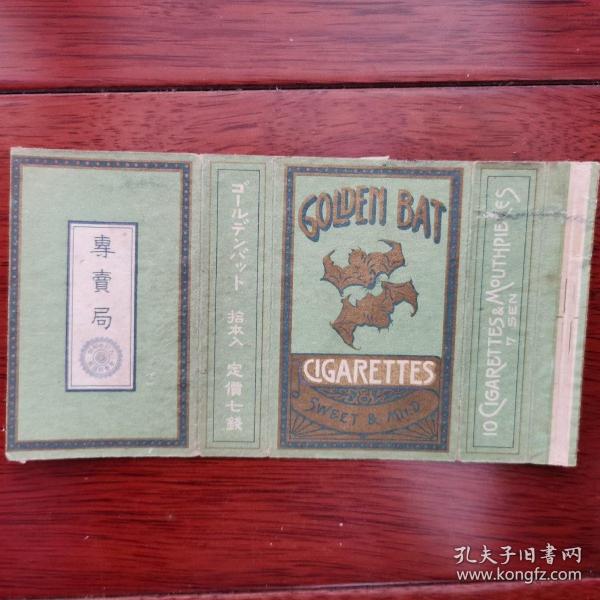 專賣局
ゴールデンバット 拾本入 定價七錢
GOLDEN BAT
CIGARETTES
SWEET & MILD
10 CIGARETTES & MOUTHPIECES
7 SEN
孔夫子旧书网
www.kongfz.com